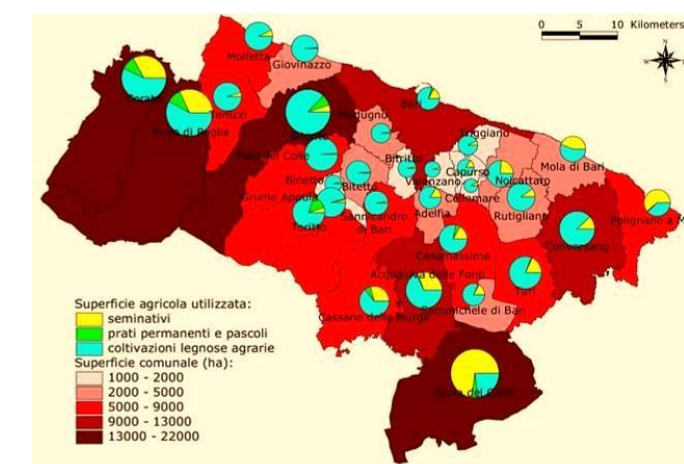 0 5 10 Kilometers
N
W E
S
Molfetta
Giovinazzo
Corato
Terlizzi
Ruvo di Puglia
Bari
Modugno
Bitonto
Triggiano
Palo del Colle
Bitritto
Mola di Bari
Capurso
Valenzano
Noicattaro
Binetto
Bitetto
Cellamare
Grumo Appula
Polignano a M
Adelfia
Rutigliano
Sannicandro
di Bari
Toritto
Conversano
Casamassima
Acquaviva delle Fonti
Turi
Sammichele di Bari
Cassano delle Murge
Gioia del Colle
Superficie agricola utilizzata:
seminativi
prati permanenti e pascoli
coltivazioni legnose agrarie
Superficie comunale (ha):
1000 - 2000
2000 - 5000
5000 - 9000
9000 - 13000
13000 - 22000